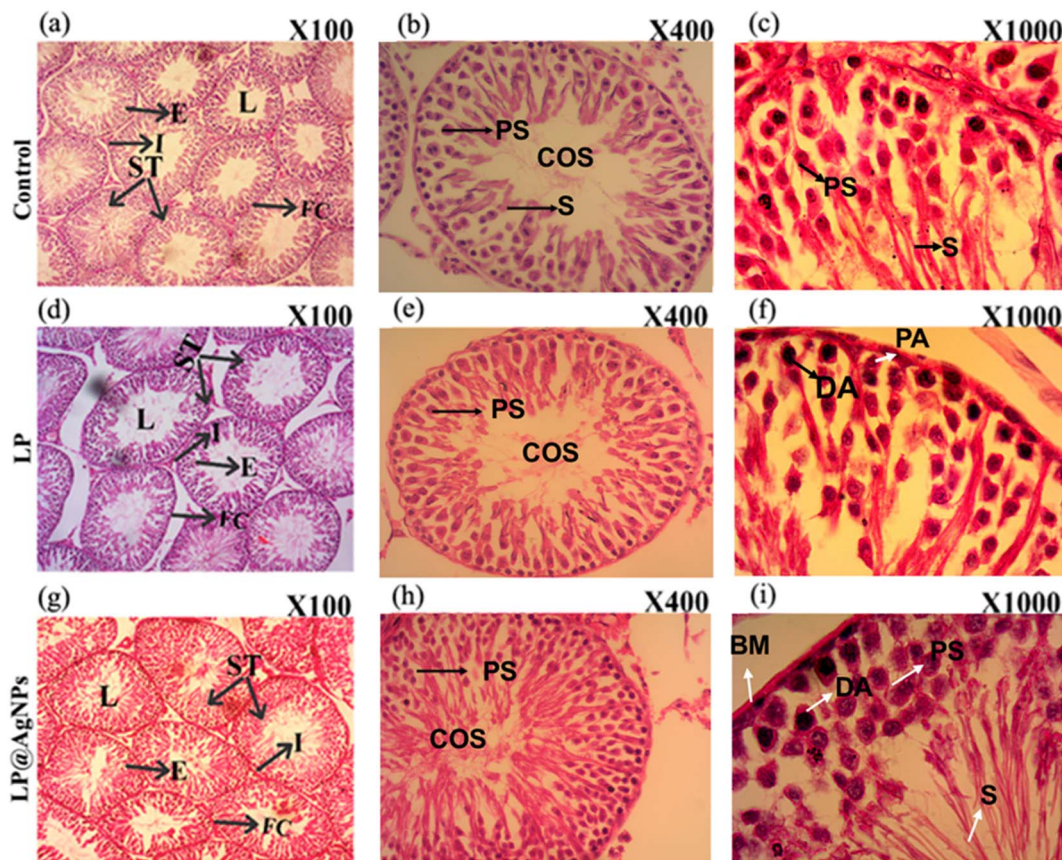 (a) X100
(b) X400
(c) X1000
Control
E
L
I
ST
FC
PS
COS
S
PS
S
(d) X100
(e) X400
(f) X1000
LP
ST
L
I
E
FC
PS
COS
PA
DA
(g) X100
(h) X400
(i) X1000
LP@AgNPs
ST
L
I
E
FC
PS
COS
BM
PS
DA
S